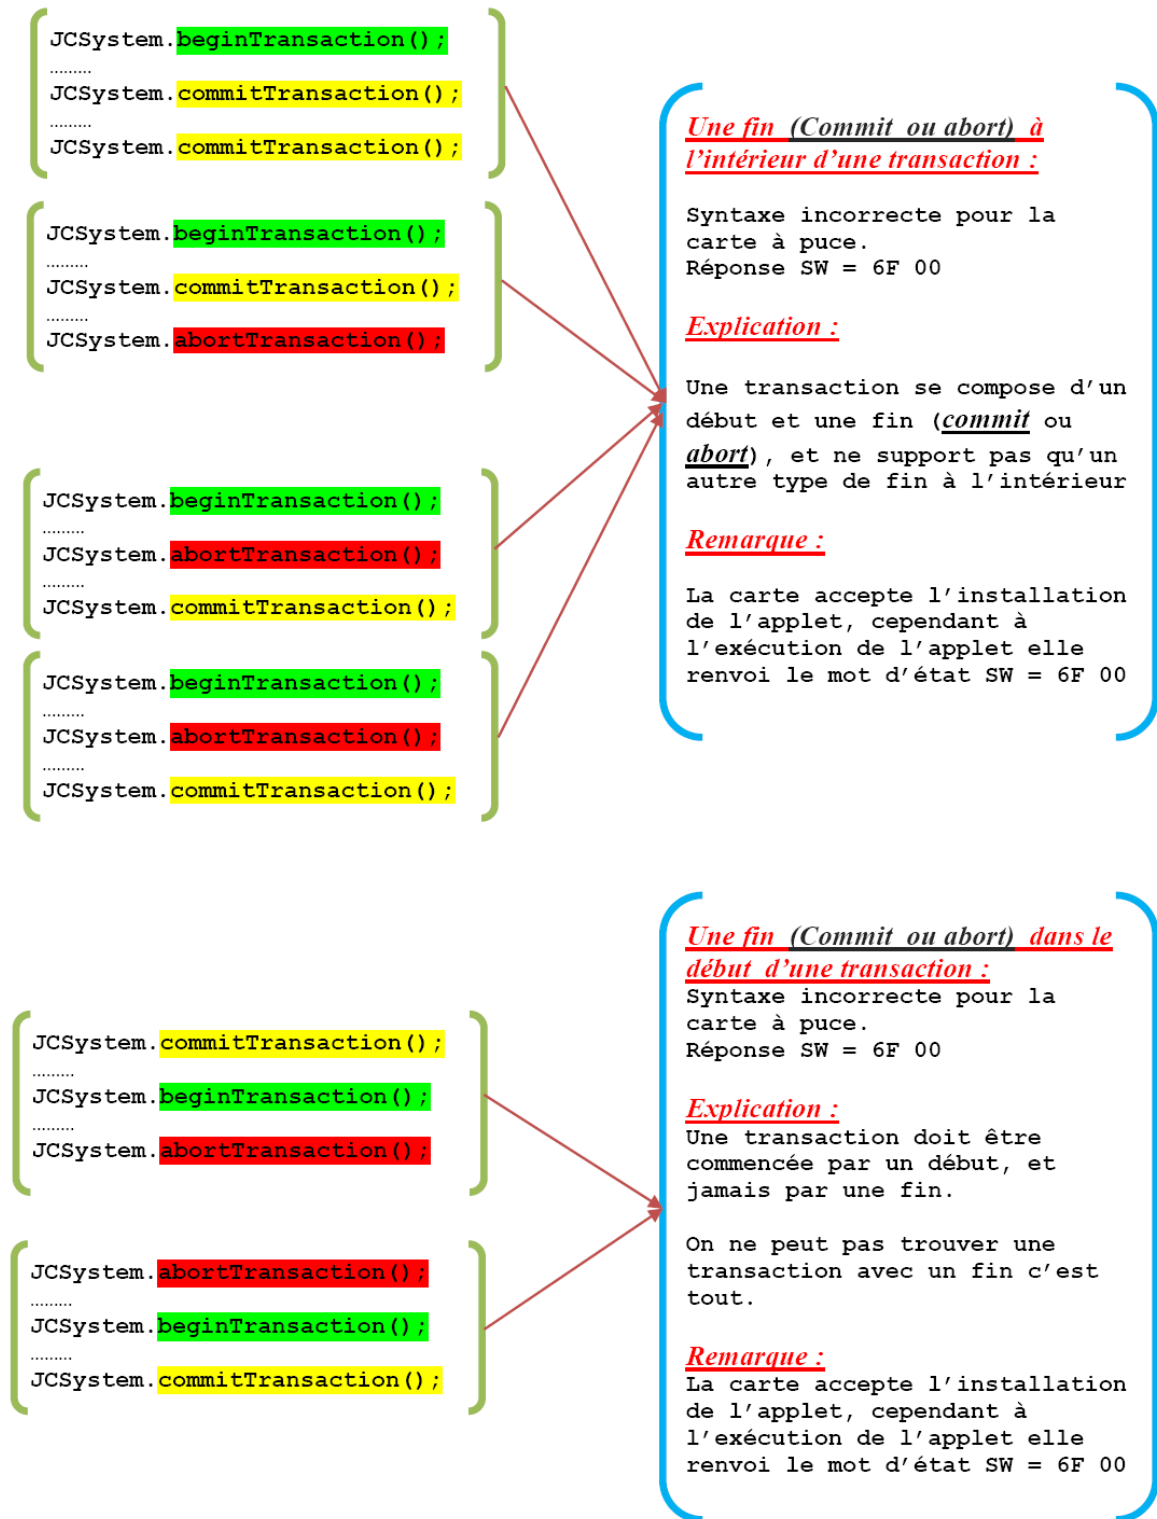 JCSystem.beginTransaction();
.........
JCSystem.commitTransaction();
.........
JCSystem.commitTransaction();
JCSystem.beginTransaction();
.........
JCSystem.commitTransaction();
.........
JCSystem.abortTransaction();
JCSystem.beginTransaction();
.........
JCSystem.abortTransaction();
.........
JCSystem.commitTransaction();
JCSystem.beginTransaction();
.........
JCSystem.abortTransaction();
.........
JCSystem.commitTransaction();
Une fin (Commit ou abort) à
l’intérieur d’une transaction :
Syntaxe incorrecte pour la
carte à puce.
Réponse SW = 6F 00
Explication :
Une transaction se compose d’un
début et une fin (commit ou
abort), et ne support pas qu’un
autre type de fin à l’intérieur
Remarque :
La carte accepte l’installation
de l’applet, cependant à
l’exécution de l’applet elle
renvoi le mot d’état SW = 6F 00
JCSystem.commitTransaction();
.........
JCSystem.beginTransaction();
.........
JCSystem.abortTransaction();
JCSystem.abortTransaction();
.........
JCSystem.beginTransaction();
.........
JCSystem.commitTransaction();
Une fin (Commit ou abort) dans le
début d’une transaction :
Syntaxe incorrecte pour la
carte à puce.
Réponse SW = 6F 00
Explication :
Une transaction doit être
commencée par un début, et
jamais par une fin.
On ne peut pas trouver une
transaction avec un fin c’est
tout.
Remarque :
La carte accepte l’installation
de l’applet, cependant à
l’exécution de l’applet elle
renvoi le mot d’état SW = 6F 00